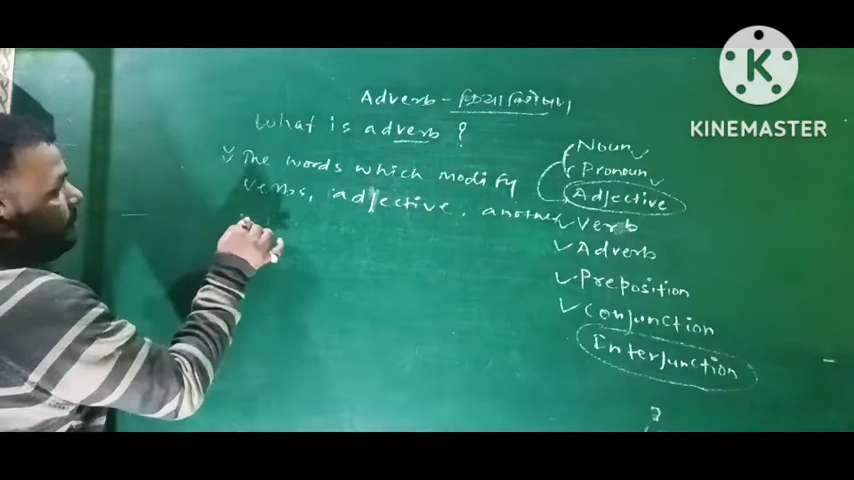 KINEMASTER
Adverb - क्रिया विशेषण
What is adverb ?
The words which modify
verbs, adjective, another
Noun
Pronoun
Adjective
Verb
Adverb
Preposition
Conjunction
Interjunction
?